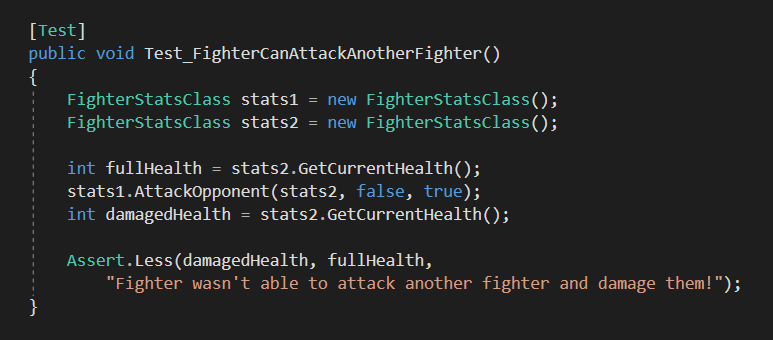 [Test]
public void Test_FighterCanAttackAnotherFighter()
{
FighterStatsClass stats1 = new FighterStatsClass();
FighterStatsClass stats2 = new FighterStatsClass();
int fullHealth = stats2.GetCurrentHealth();
stats1.AttackOpponent(stats2, false, true);
int damagedHealth = stats2.GetCurrentHealth();
Assert.Less(damagedHealth, fullHealth,
"Fighter wasn't able to attack another fighter and damage them!");
}